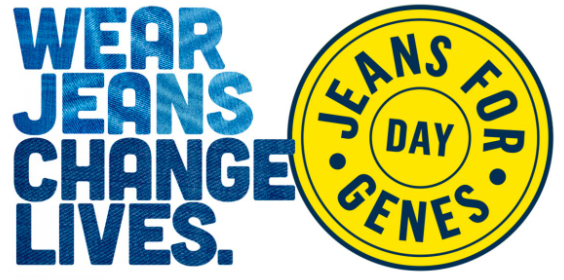 WEAR
JEANS
CHANGE
LIVES.
JEANS FOR
DAY
GENES